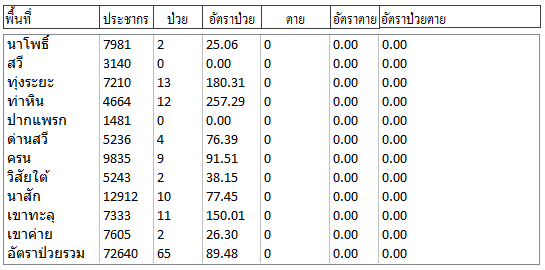 พื้นที่ ประชากร ป่วย อัตราป่วย ตาย อัตราตาย อัตราป่วยตาย
นาโพธิ์ 7981 2 25.06 0 0.00 0.00
สวี 3140 0 0.00 0 0.00 0.00
ทุ่งระยะ 7210 13 180.31 0 0.00 0.00
ท่าหิน 4664 12 257.29 0 0.00 0.00
ปากแพรก 1481 0 0.00 0 0.00 0.00
ด่านสวี 5236 4 76.39 0 0.00 0.00
ครน 9835 9 91.51 0 0.00 0.00
วิสัยใต้ 5243 2 38.15 0 0.00 0.00
นาสัก 12912 10 77.45 0 0.00 0.00
เขาทะลุ 7333 11 150.01 0 0.00 0.00
เขาค่าย 7605 2 26.30 0 0.00 0.00
อัตราป่วยรวม 72640 65 89.48 0 0.00 0.00